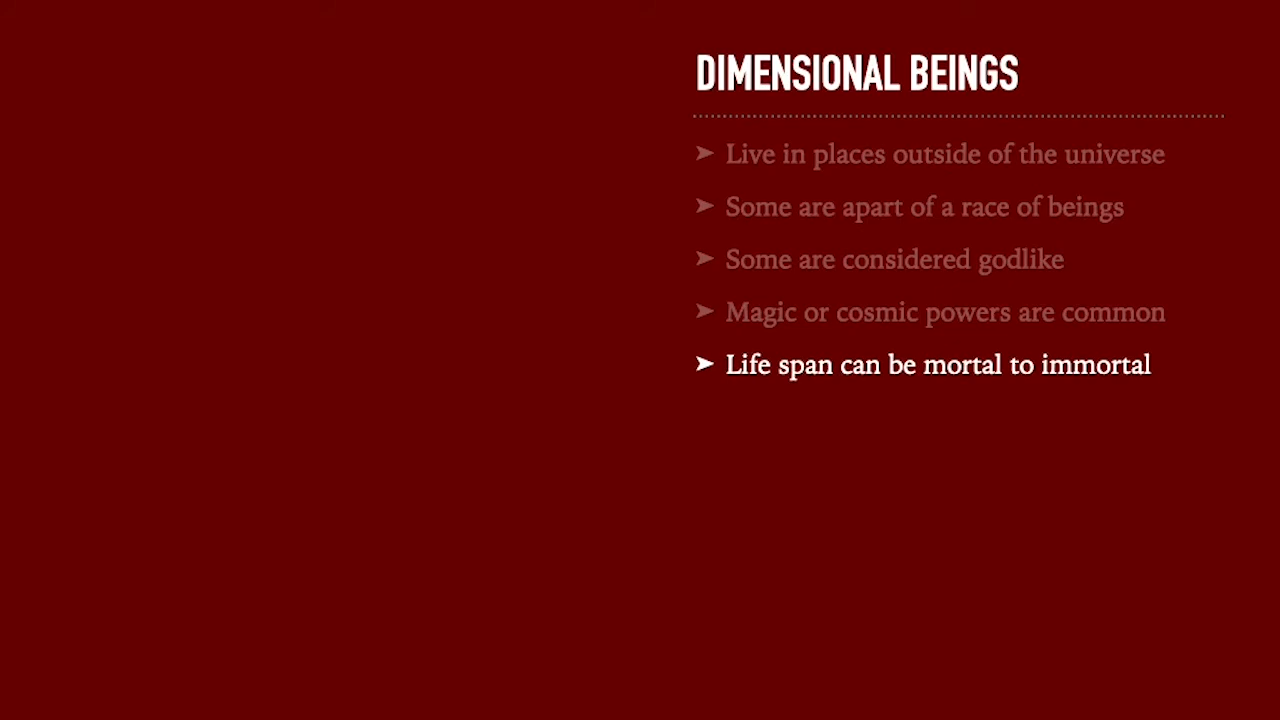 DIMENSIONAL BEINGS
➤ Live in places outside of the universe
➤ Some are apart of a race of beings
➤ Some are considered godlike
➤ Magic or cosmic powers are common
➤ Life span can be mortal to immortal